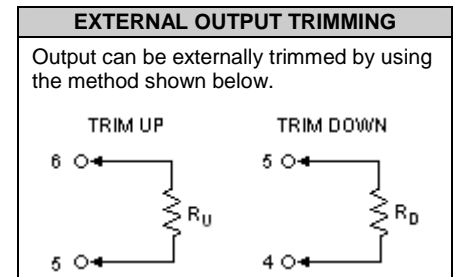 EXTERNAL OUTPUT TRIMMING
Output can be externally trimmed by using
the method shown below.
TRIM UP TRIM DOWN
6 5
RU RD
5 4